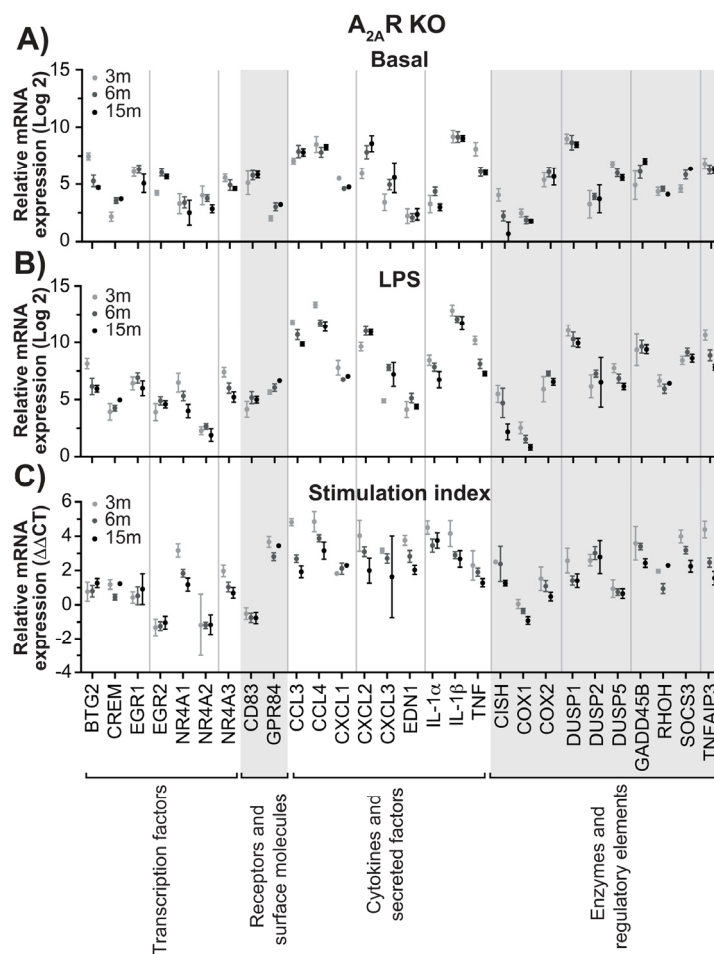 A2AR KO
A)
Basal
Relative mRNA
expression (Log 2)
15
10
5
0
3m
6m
15m
B)
LPS
Relative mRNA
expression (Log 2)
15
10
5
0
3m
6m
15m
C)
Stimulation index
Relative mRNA
expression (ΔΔCT)
6
4
2
0
-2
-4
3m
6m
15m
BTG2
CREM
EGR1
EGR2
NR4A1
NR4A2
NR4A3
CD83
GPR84
CCL3
CCL4
CXCL1
CXCL2
CXCL3
EDN1
IL-1α
IL-1β
TNF
CISH
COX1
COX2
DUSP1
DUSP2
DUSP5
GADD45B
RHOH
SOCS3
TNFAIP3
Transcription factors
Receptors and
surface molecules
Cytokines and
secreted factors
Enzymes and
regulatory elements